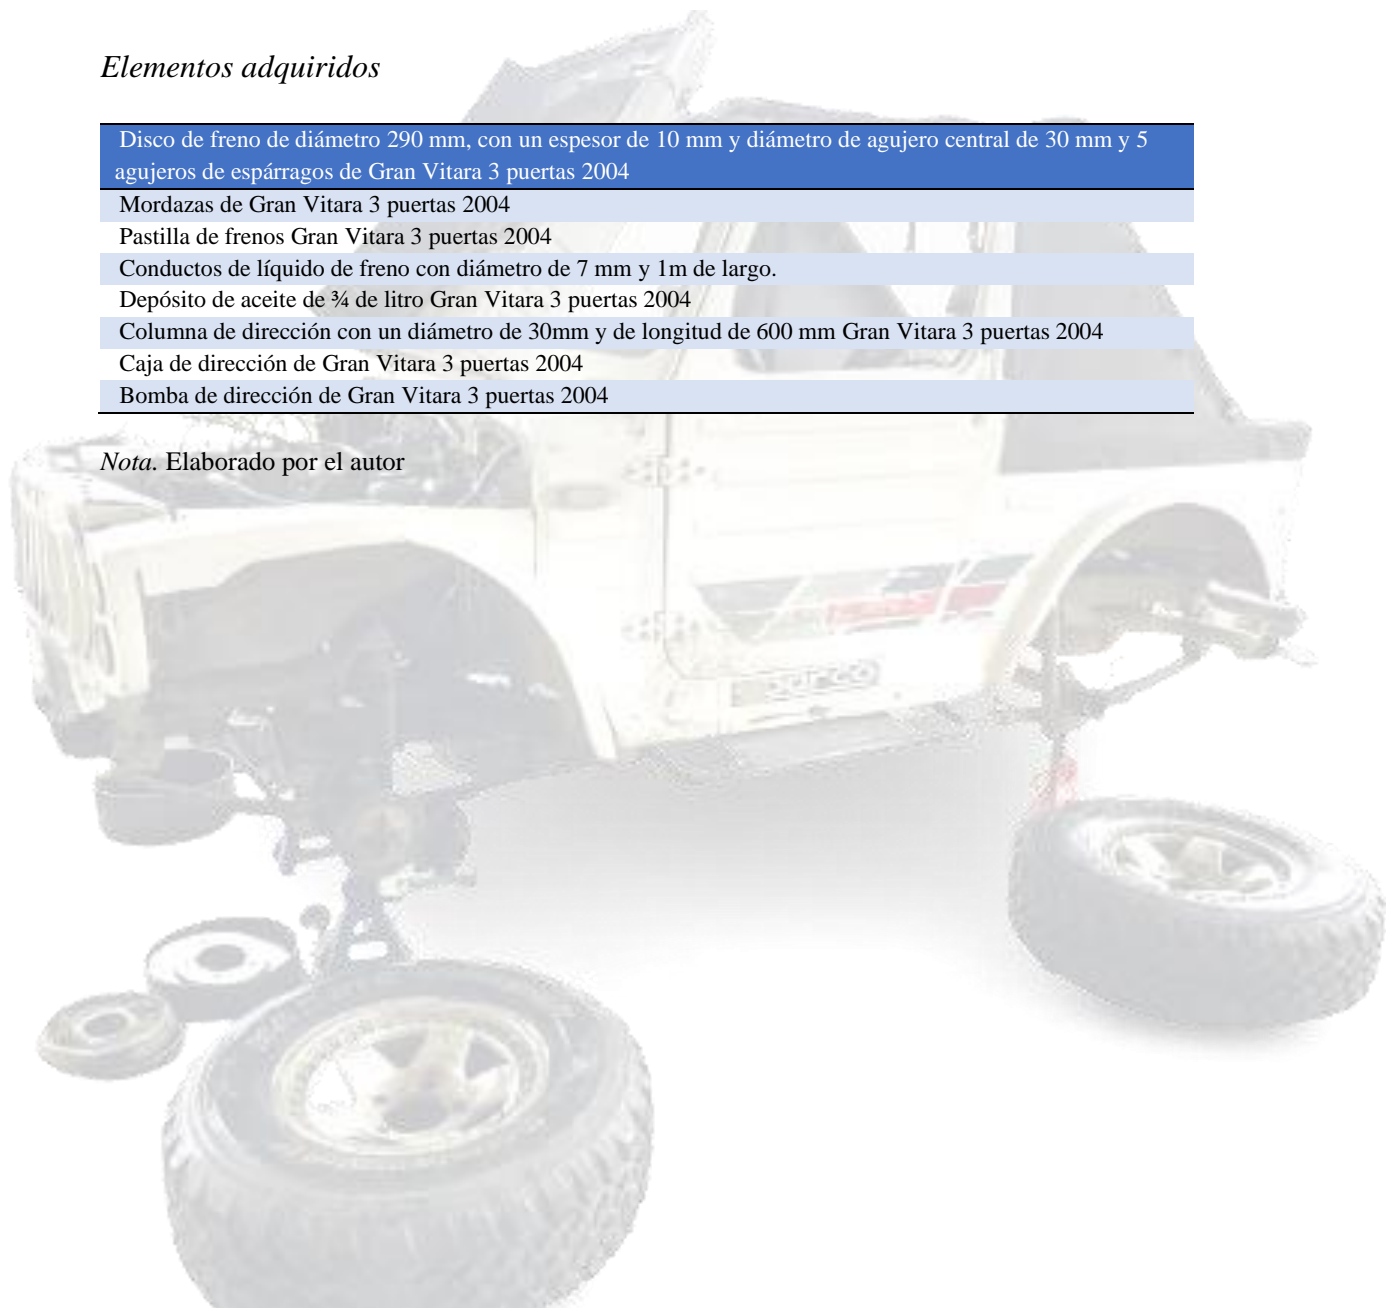 Elementos adquiridos
Disco de freno de diámetro 290 mm, con un espesor de 10 mm y diámetro de agujero central de 30 mm y 5
agujeros de espárragos de Gran Vitara 3 puertas 2004
Mordazas de Gran Vitara 3 puertas 2004
Pastilla de frenos Gran Vitara 3 puertas 2004
Conductos de líquido de freno con diámetro de 7 mm y 1m de largo.
Depósito de aceite de ¾ de litro Gran Vitara 3 puertas 2004
Columna de dirección con un diámetro de 30mm y de longitud de 600 mm Gran Vitara 3 puertas 2004
Caja de dirección de Gran Vitara 3 puertas 2004
Bomba de dirección de Gran Vitara 3 puertas 2004
Nota. Elaborado por el autor